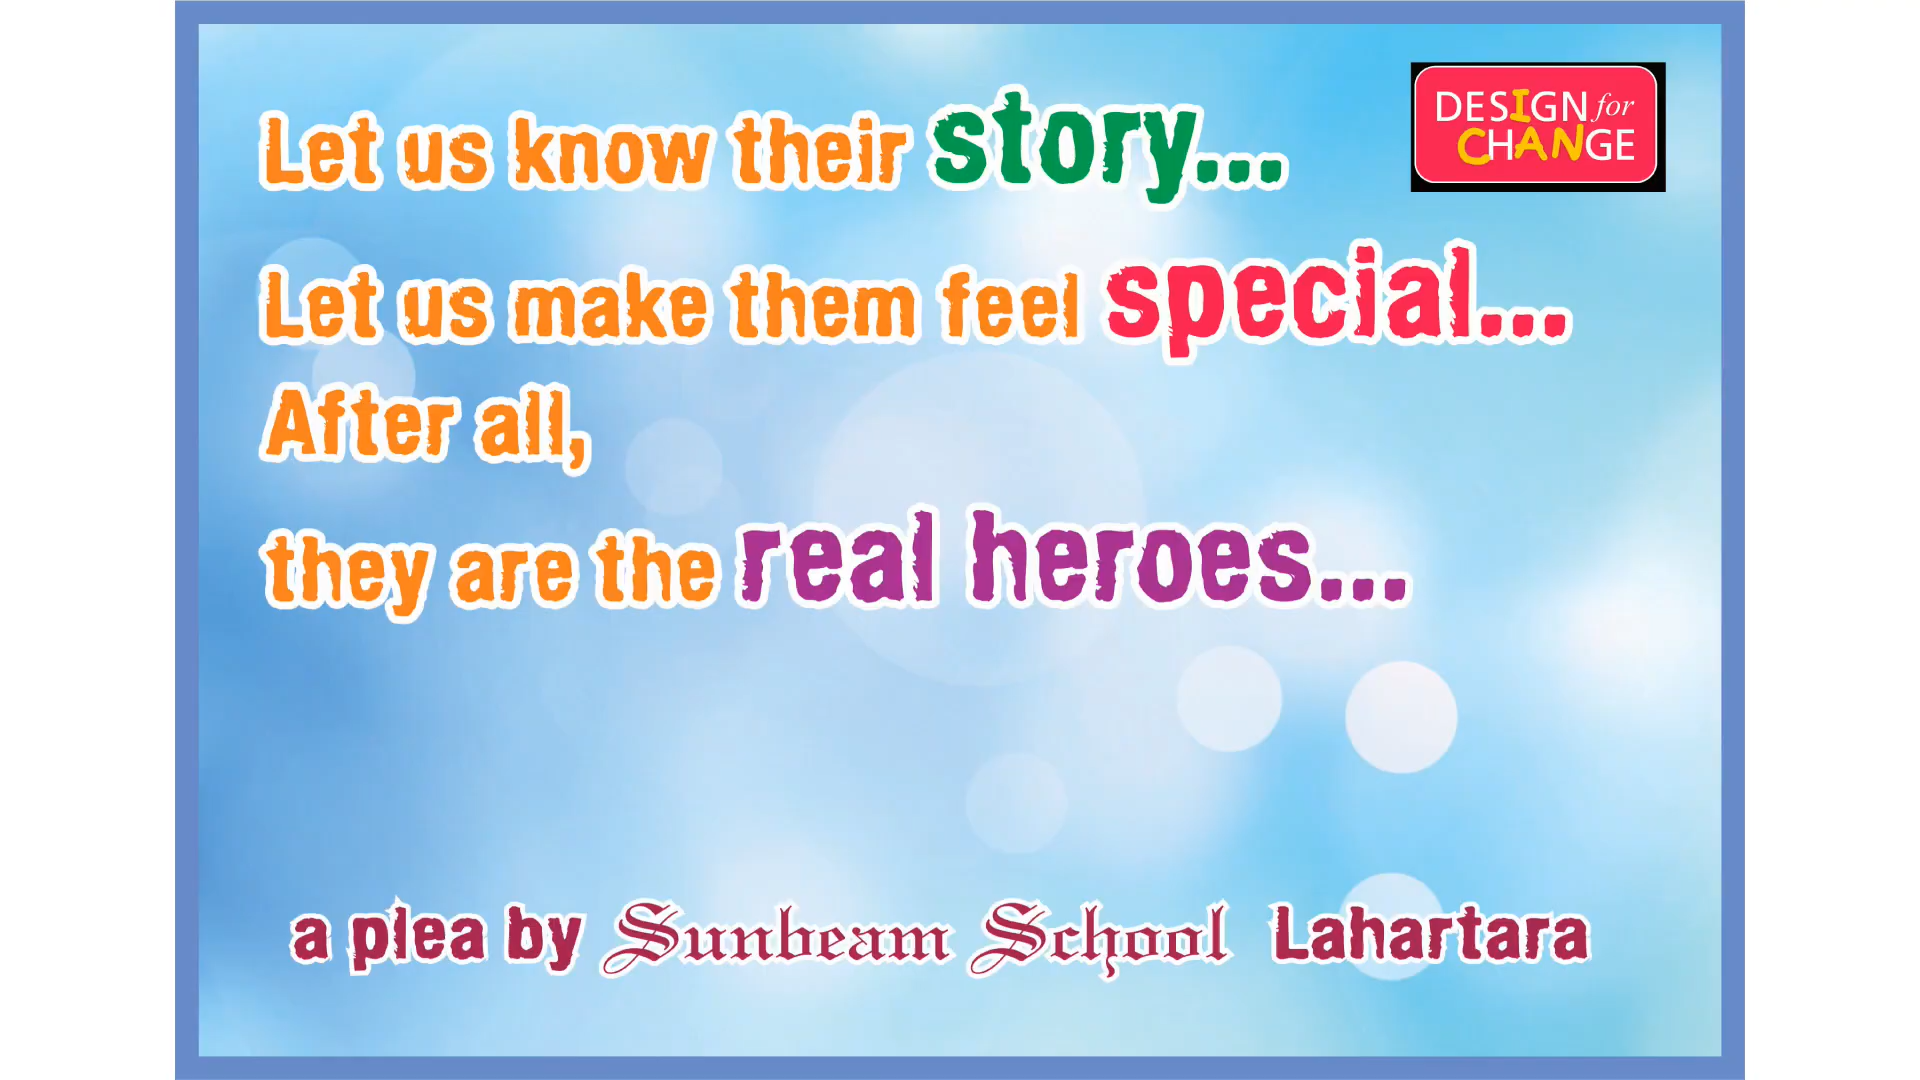 Let us know their story...
DESIGN for
CHANGE
Let us make them feel special...
After all,
they are the real heroes...
a plea by Sunbeam School Lahartara